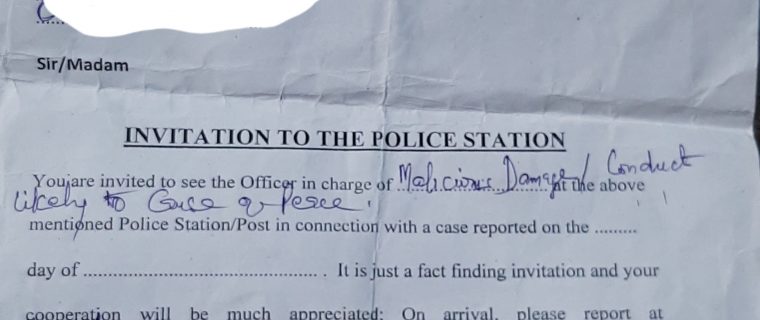 Sir/Madam
INVITATION TO THE POLICE STATION
You are invited to see the Officer in charge of Malicious Damage/ Conduct at the above
likely to Cause of Peace.
mentioned Police Station/Post in connection with a case reported on the .........
day of ............................................... . It is just a fact finding invitation and your
cooperation will be much appreciated: On arrival, please report at